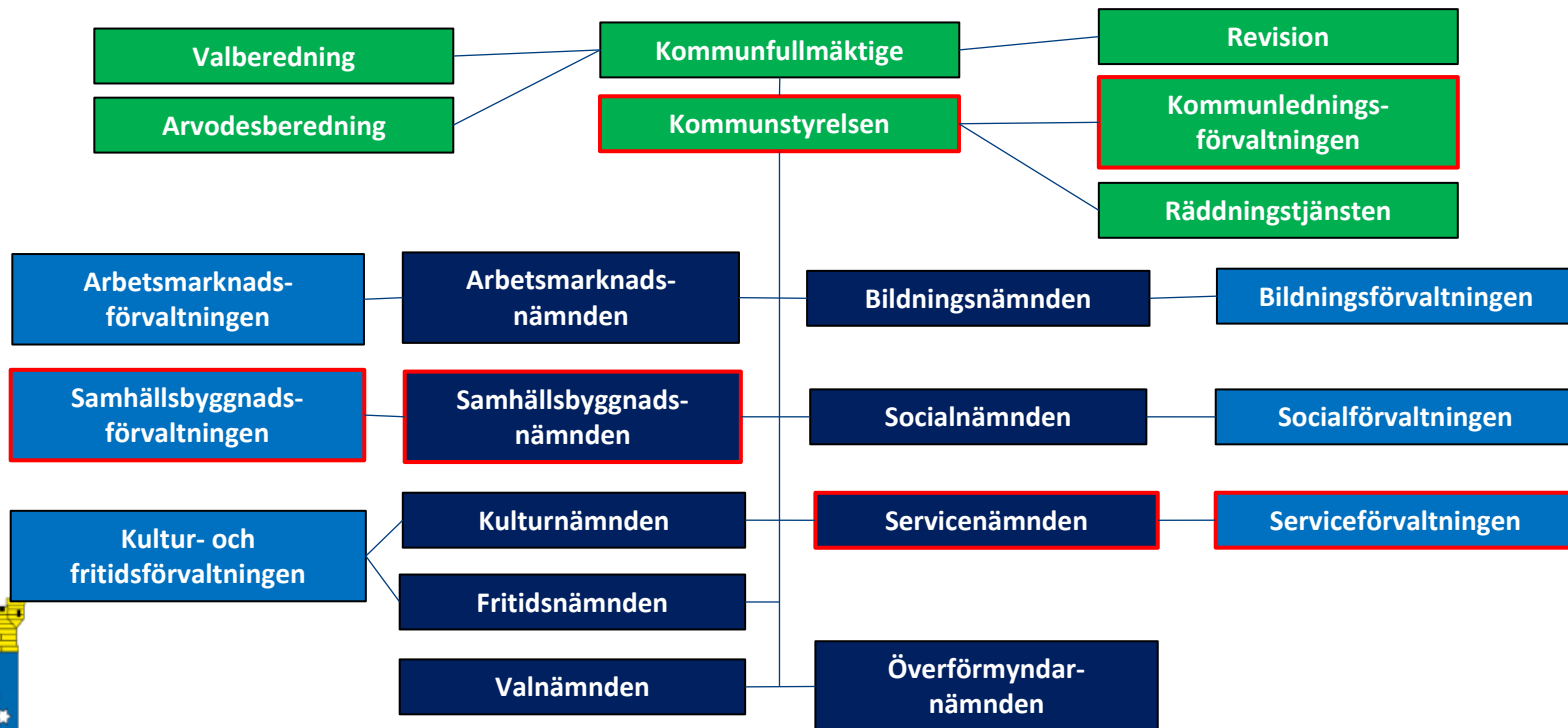 Valberedning
Kommunfullmäktige
Revision
Arvodesberedning
Kommunstyrelsen
Kommunlednings-
förvaltningen
Räddningstjänsten
Arbetsmarknads-
förvaltningen
Arbetsmarknads-
nämnden
Bildningsnämnden
Bildningsförvaltningen
Samhällsbyggnads-
förvaltningen
Samhällsbyggnads-
nämnden
Socialnämnden
Socialförvaltningen
Kultur- och
fritidsförvaltningen
Kulturnämnden
Servicenämnden
Serviceförvaltningen
Fritidsnämnden
Valnämnden
Överförmyndar-
nämnden